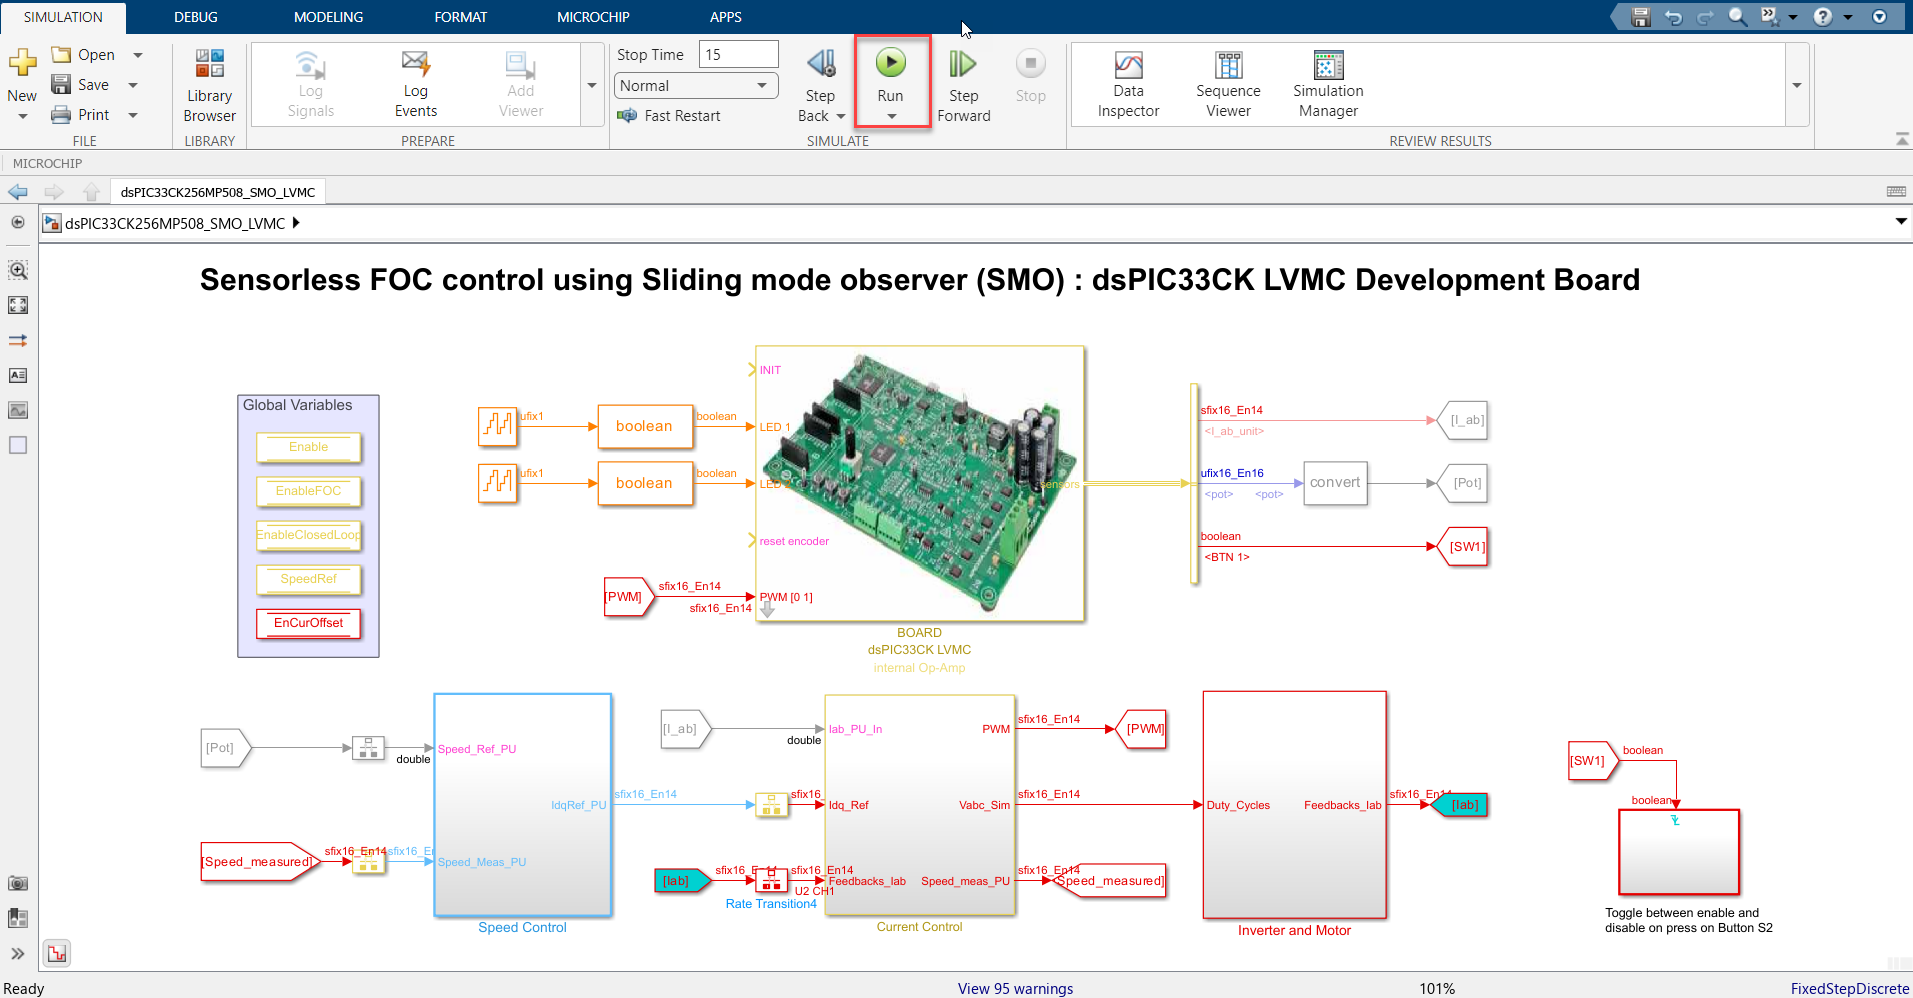 SIMULATION DEBUG MODELING FORMAT MICROCHIP APPS
New
Open
Save
Print
FILE
Library
Browser
LIBRARY
Log
Signals
Log
Events
Add
Viewer
PREPARE
Stop Time 15
Normal
Fast Restart
Step
Back
Run
Step
Forward
Stop
SIMULATE
Data
Inspector
Sequence
Viewer
Simulation
Manager
REVIEW RESULTS
MICROCHIP
dsPIC33CK256MP508_SMO_LVMC
dsPIC33CK256MP508_SMO_LVMC
Sensorless FOC control using Sliding mode observer (SMO) : dsPIC33CK LVMC Development Board
Global Variables
Enable
EnableFOC
EnableClosedLoop
SpeedRef
EnCurOffset
ufix1
boolean
boolean
ufix1
boolean
boolean
INIT
LED 1
LED 2
reset encoder
[PWM]
sfix16_En14
sfix16_En14
PWM [0 1]
sensors
BOARD
dsPIC33CK LVMC
internal Op-Amp
sfix16_En14
<I_ab_unit>
[I_ab]
ufix16_En16
<pot>
<pot>
convert
[Pot]
boolean
<BTN 1>
[SW1]
[Pot]
double
Speed_Ref_PU
IdqRef_PU
[Speed_measured]
sfix16_En14
sfix16_E
Speed_Meas_PU
Speed Control
sfix16_En14
[I_ab]
double
Iab_PU_In
sfix16_
Idq_Ref
[Iab]
sfix16_En14
sfix16_En14
U2 CH1
Rate Transition4
Feedbacks_Iab
PWM
Vabc_Sim
Speed_meas_PU
Current Control
sfix16_En14
[PWM]
sfix16_En14
sfix16_En14
Speed_measured]
Duty_Cycles
Feedbacks_Iab
Inverter and Motor
sfix16_En14
[Iab]
[SW1]
boolean
boolean
Toggle between enable and
disable on press on Button S2
Ready
View 95 warnings
101%
FixedStepDiscrete